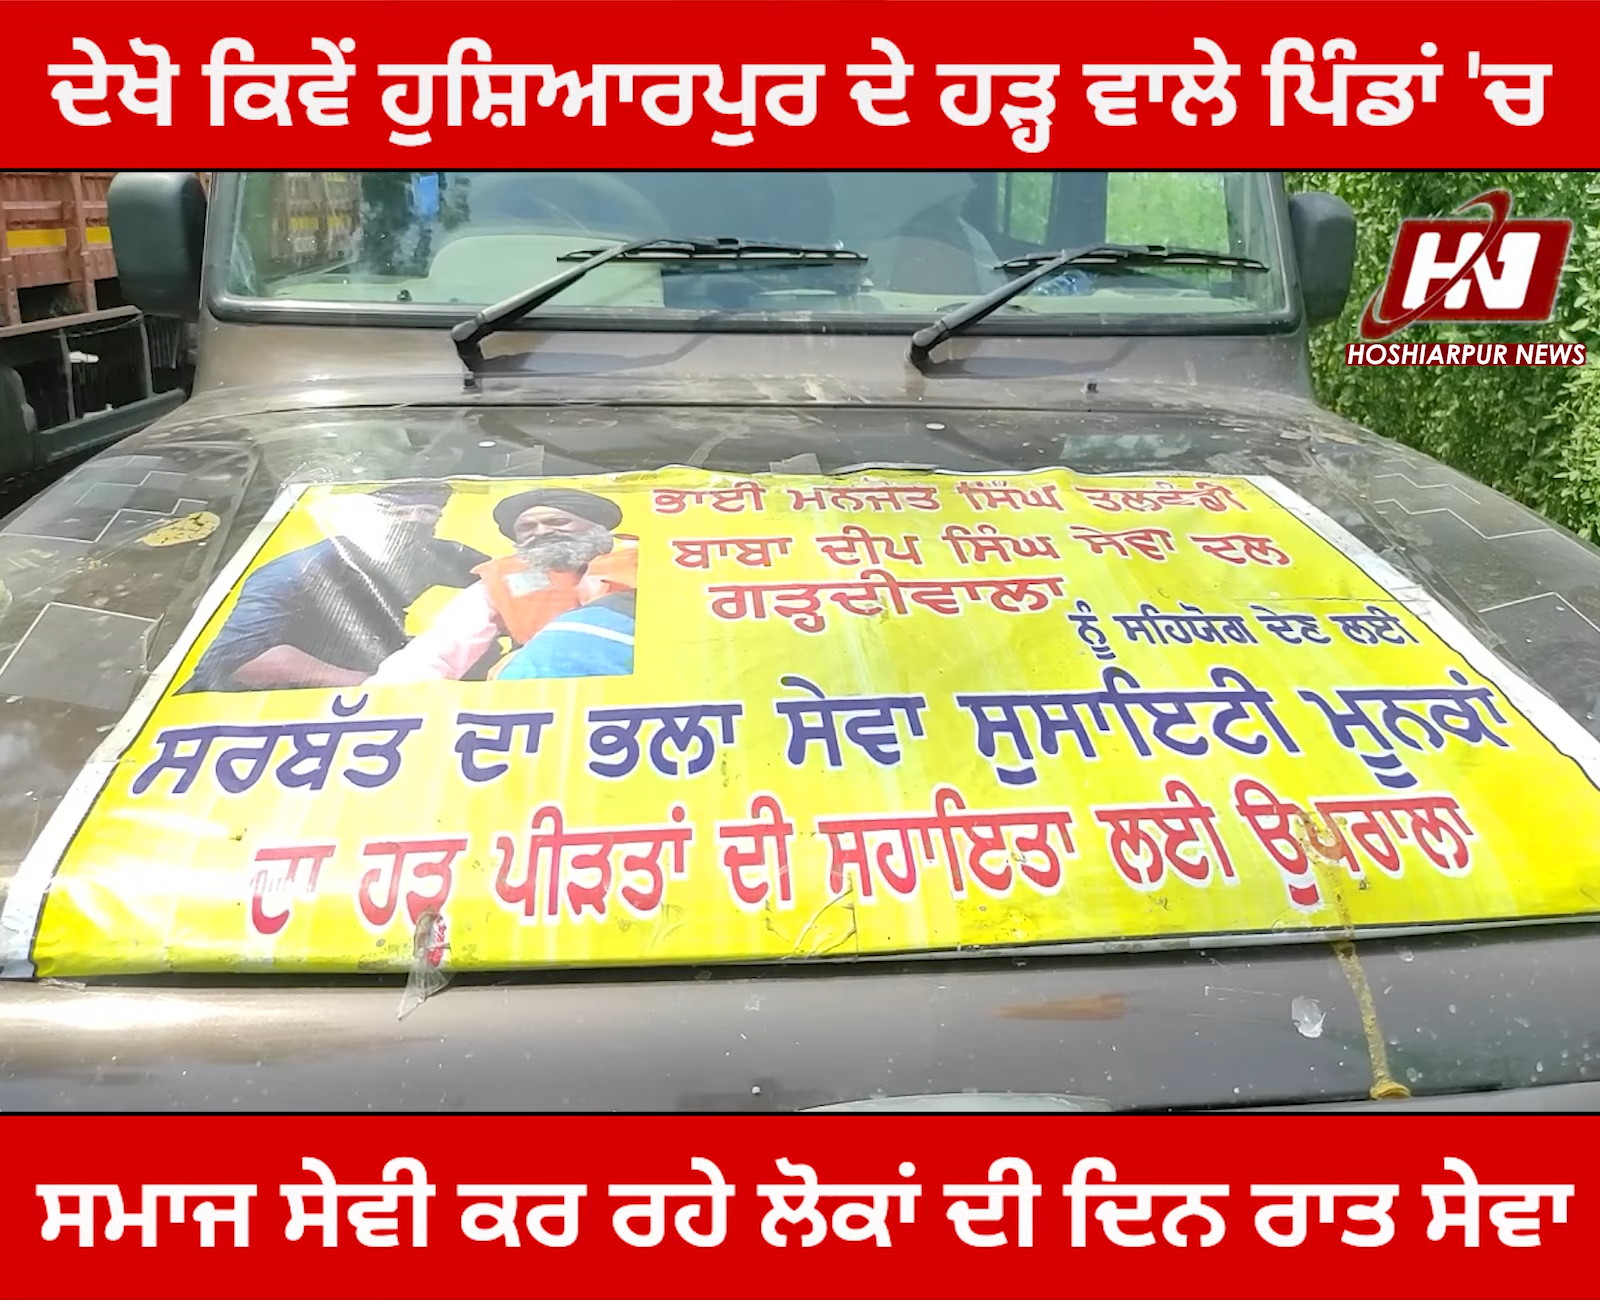 ਦੇਖੋ ਕਿਵੇਂ ਹੁਸ਼ਿਆਰਪੁਰ ਦੇ ਹੜ੍ਹ ਵਾਲੇ ਪਿੰਡਾਂ 'ਚ
HN
HOSHIARPUR NEWS
ਭਾਈ ਮਨਜੋਤ ਸਿੰਘ
ਬਾਬਾ ਦੀਪ ਸਿੰਘ ਸੇਵਾ ਦਲ
ਗੜ੍ਹਦੀਵਾਲਾ
ਨੂੰ ਸਹਿਯੋਗ ਦੇਣ ਲਈ
ਸਰਬੱਤ ਦਾ ਭਲਾ ਸੇਵਾ ਸੁਸਾਇਟੀ ਮੂਨਕਾਂ
ਦਾ ਹੜ ਪੀੜਤਾਂ ਦੀ ਸਹਾਇਤਾ ਲਈ ਉਪਰਾਲਾ
ਸਮਾਜ ਸੇਵੀ ਕਰ ਰਹੇ ਲੋਕਾਂ ਦੀ ਦਿਨ ਰਾਤ ਸੇਵਾ